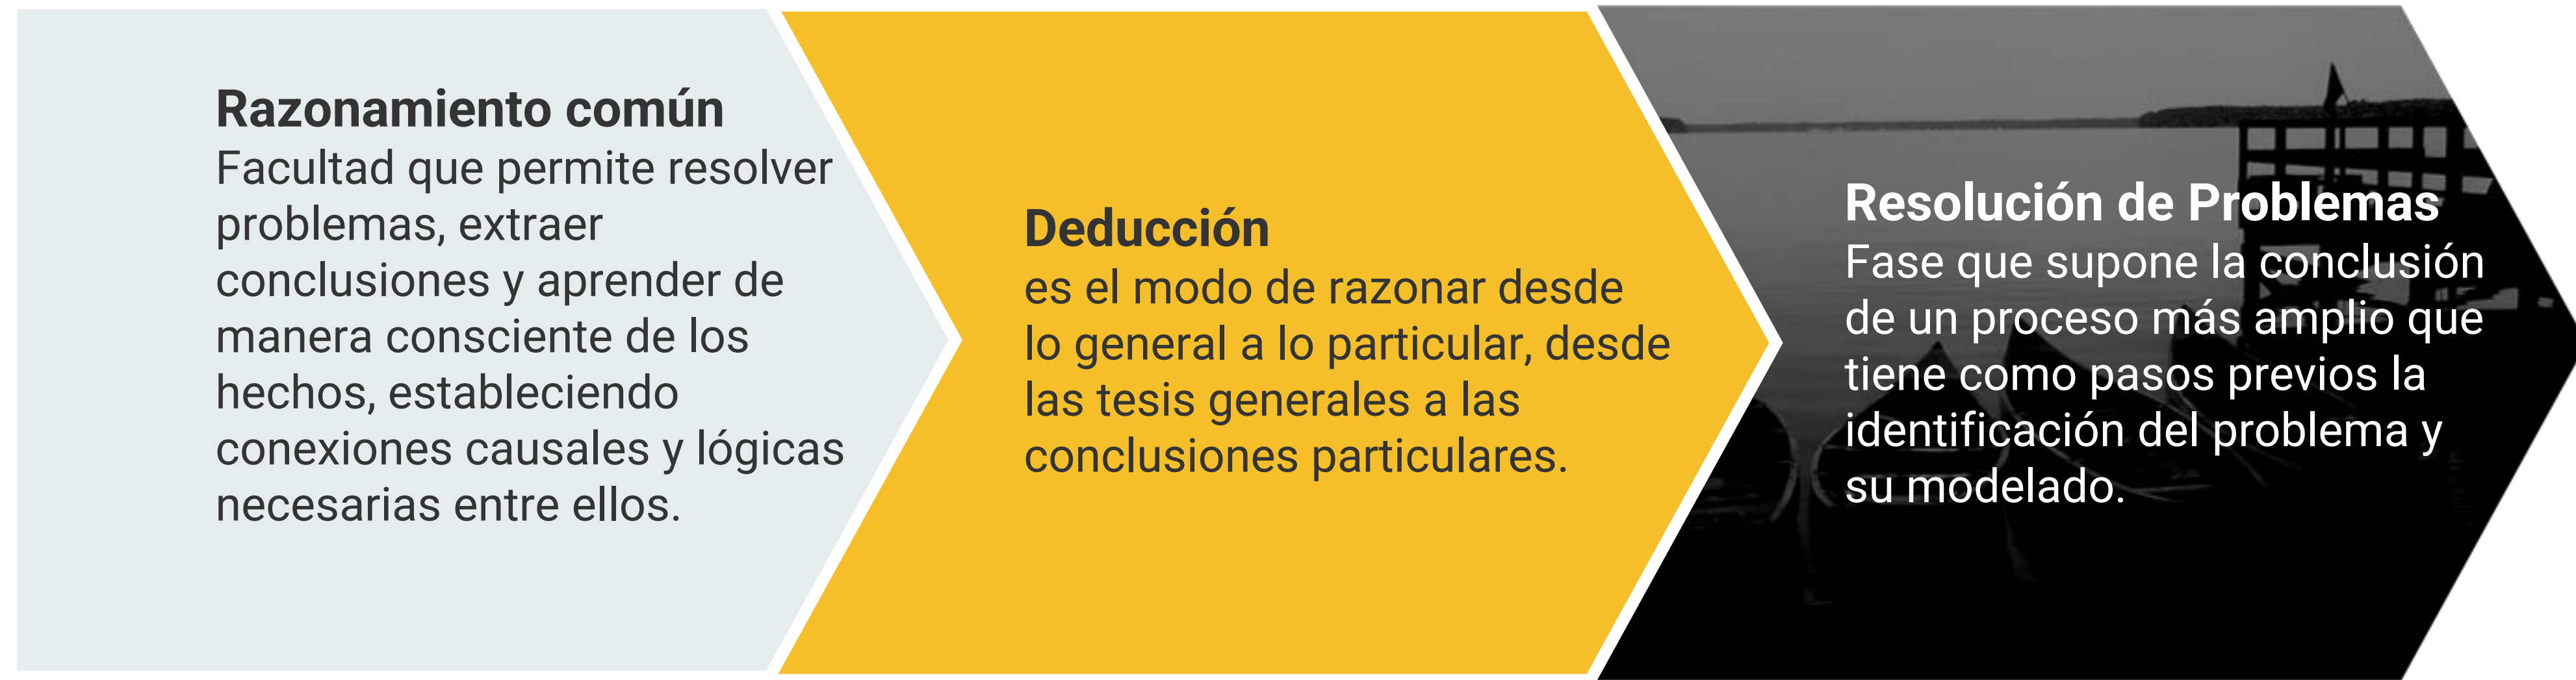 Razonamiento común
Facultad que permite resolver
problemas, extraer
conclusiones y aprender de
manera consciente de los
hechos, estableciendo
conexiones causales y lógicas
necesarias entre ellos.
Deducción
es el modo de razonar desde
lo general a lo particular, desde
las tesis generales a las
conclusiones particulares.
Resolución de Problemas
Fase que supone la conclusión
de un proceso más amplio que
tiene como pasos previos la
identificación del problema y
su modelado.